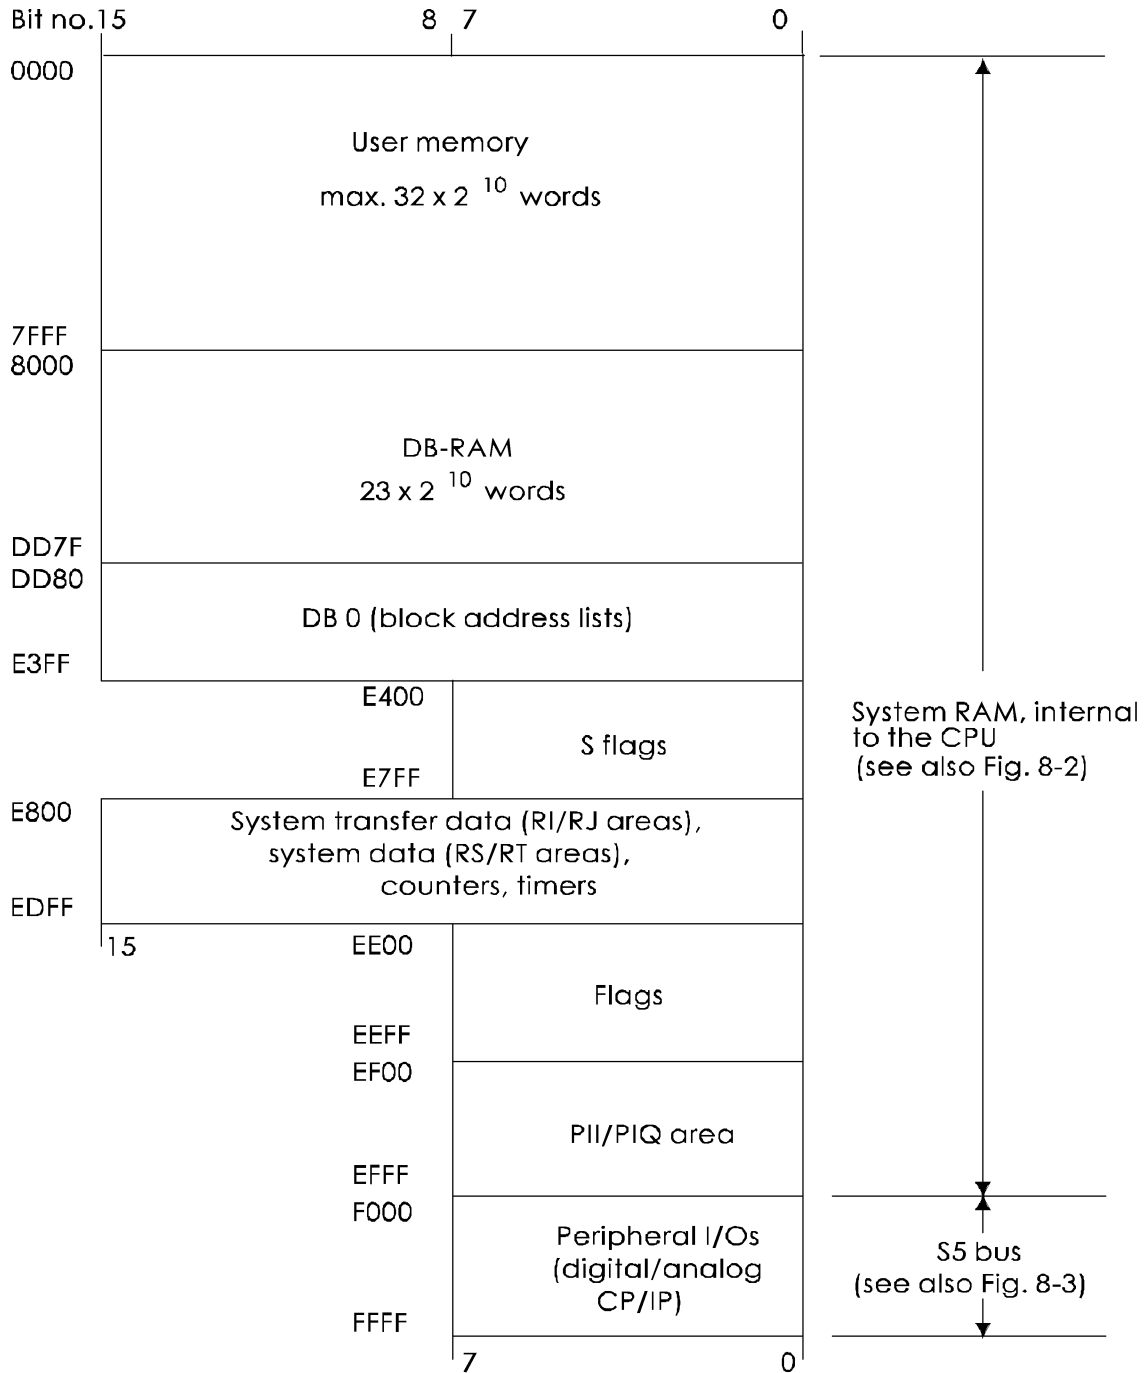 Bit no.15 8 7 0
0000
User memory
max. 32 x 2 10 words
7FFF
8000
DB-RAM
23 x 2 10 words
DD7F
DD80
DB 0 (block address lists)
E3FF
E400
S flags
E7FF
System RAM, internal
to the CPU
(see also Fig. 8-2)
E800
System transfer data (RI/RJ areas),
system data (RS/RT areas),
counters, timers
EDFF
15
EE00
Flags
EEFF
EF00
PII/PIQ area
EFFF
F000
Peripheral I/Os
(digital/analog
CP/IP)
S5 bus
(see also Fig. 8-3)
FFFF
7 0